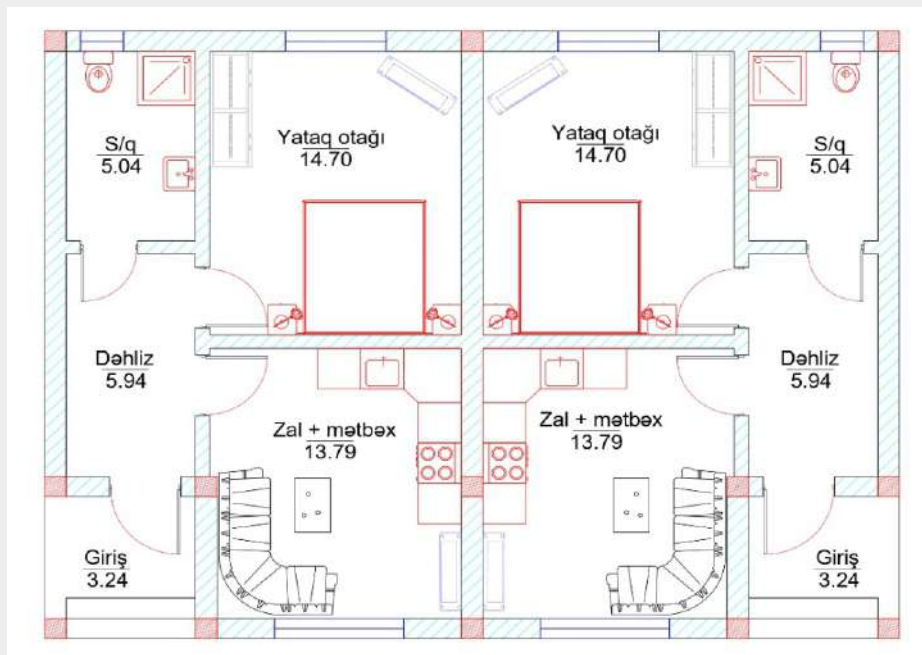 S/q
5.04
Yataq otağı
14.70
Yataq otağı
14.70
S/q
5.04
Dəhliz
5.94
Zal + mətbəx
13.79
Zal + mətbəx
13.79
Dəhliz
5.94
Giriş
3.24
Giriş
3.24